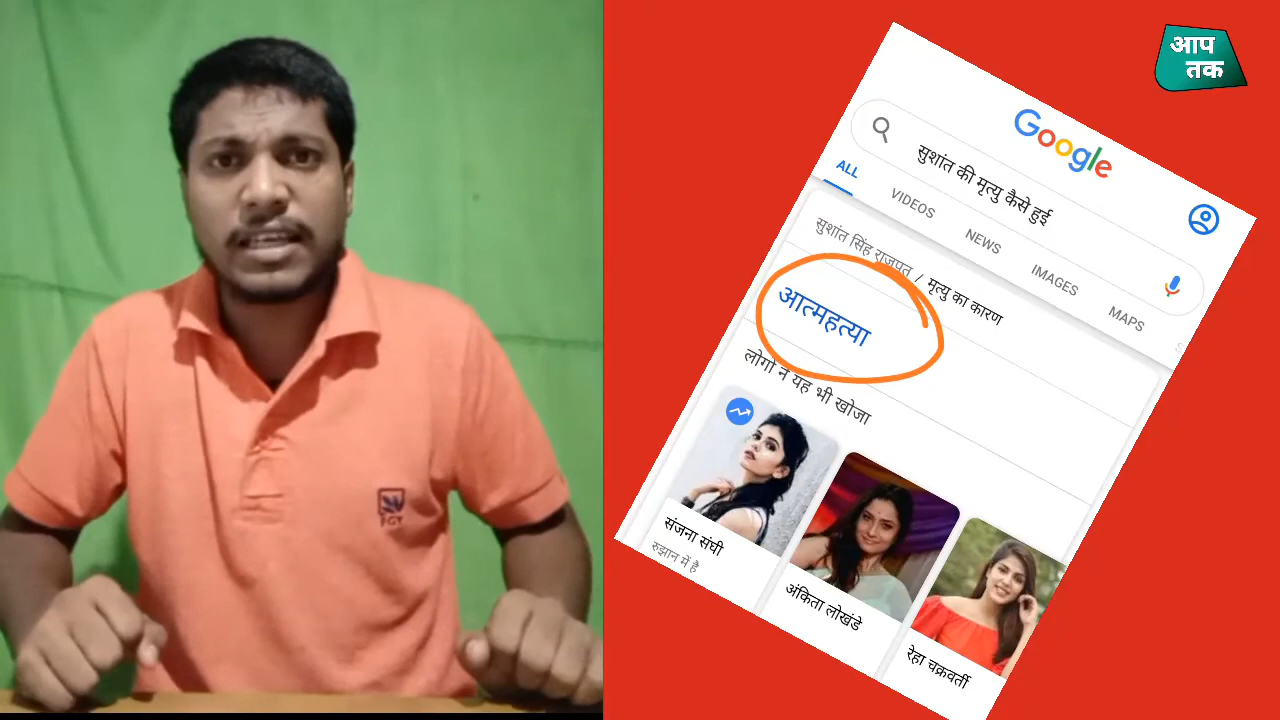 आप
तक
Google
सुशांत की मृत्यु कैसे हुई
ALL VIDEOS NEWS IMAGES MAPS
सुशांत सिंह राजपूत / मृत्यु का कारण
आत्महत्या
लोगों ने यह भी खोजा
संजना संघी
रुझान में है
अंकिता लोखंडे
रेहा चक्रवर्ती